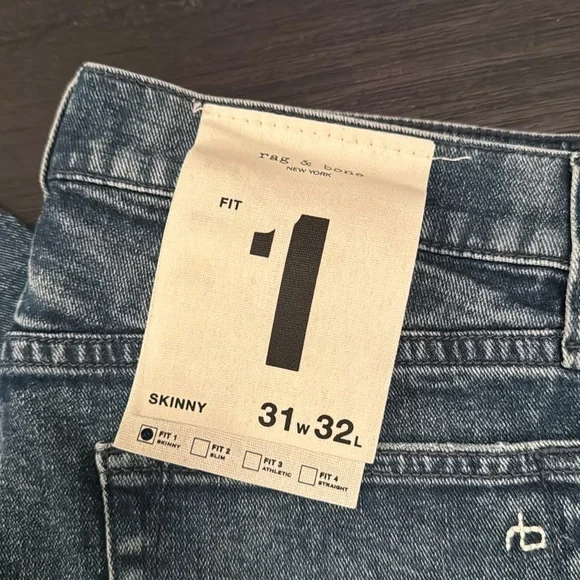 rag & bone
NEW YORK
FIT
1
SKINNY
31W 32L
FIT 1
SKINNY
FIT 2
SLIM
FIT 3
ATHLETIC
FIT 4
STRAIGHT
rb